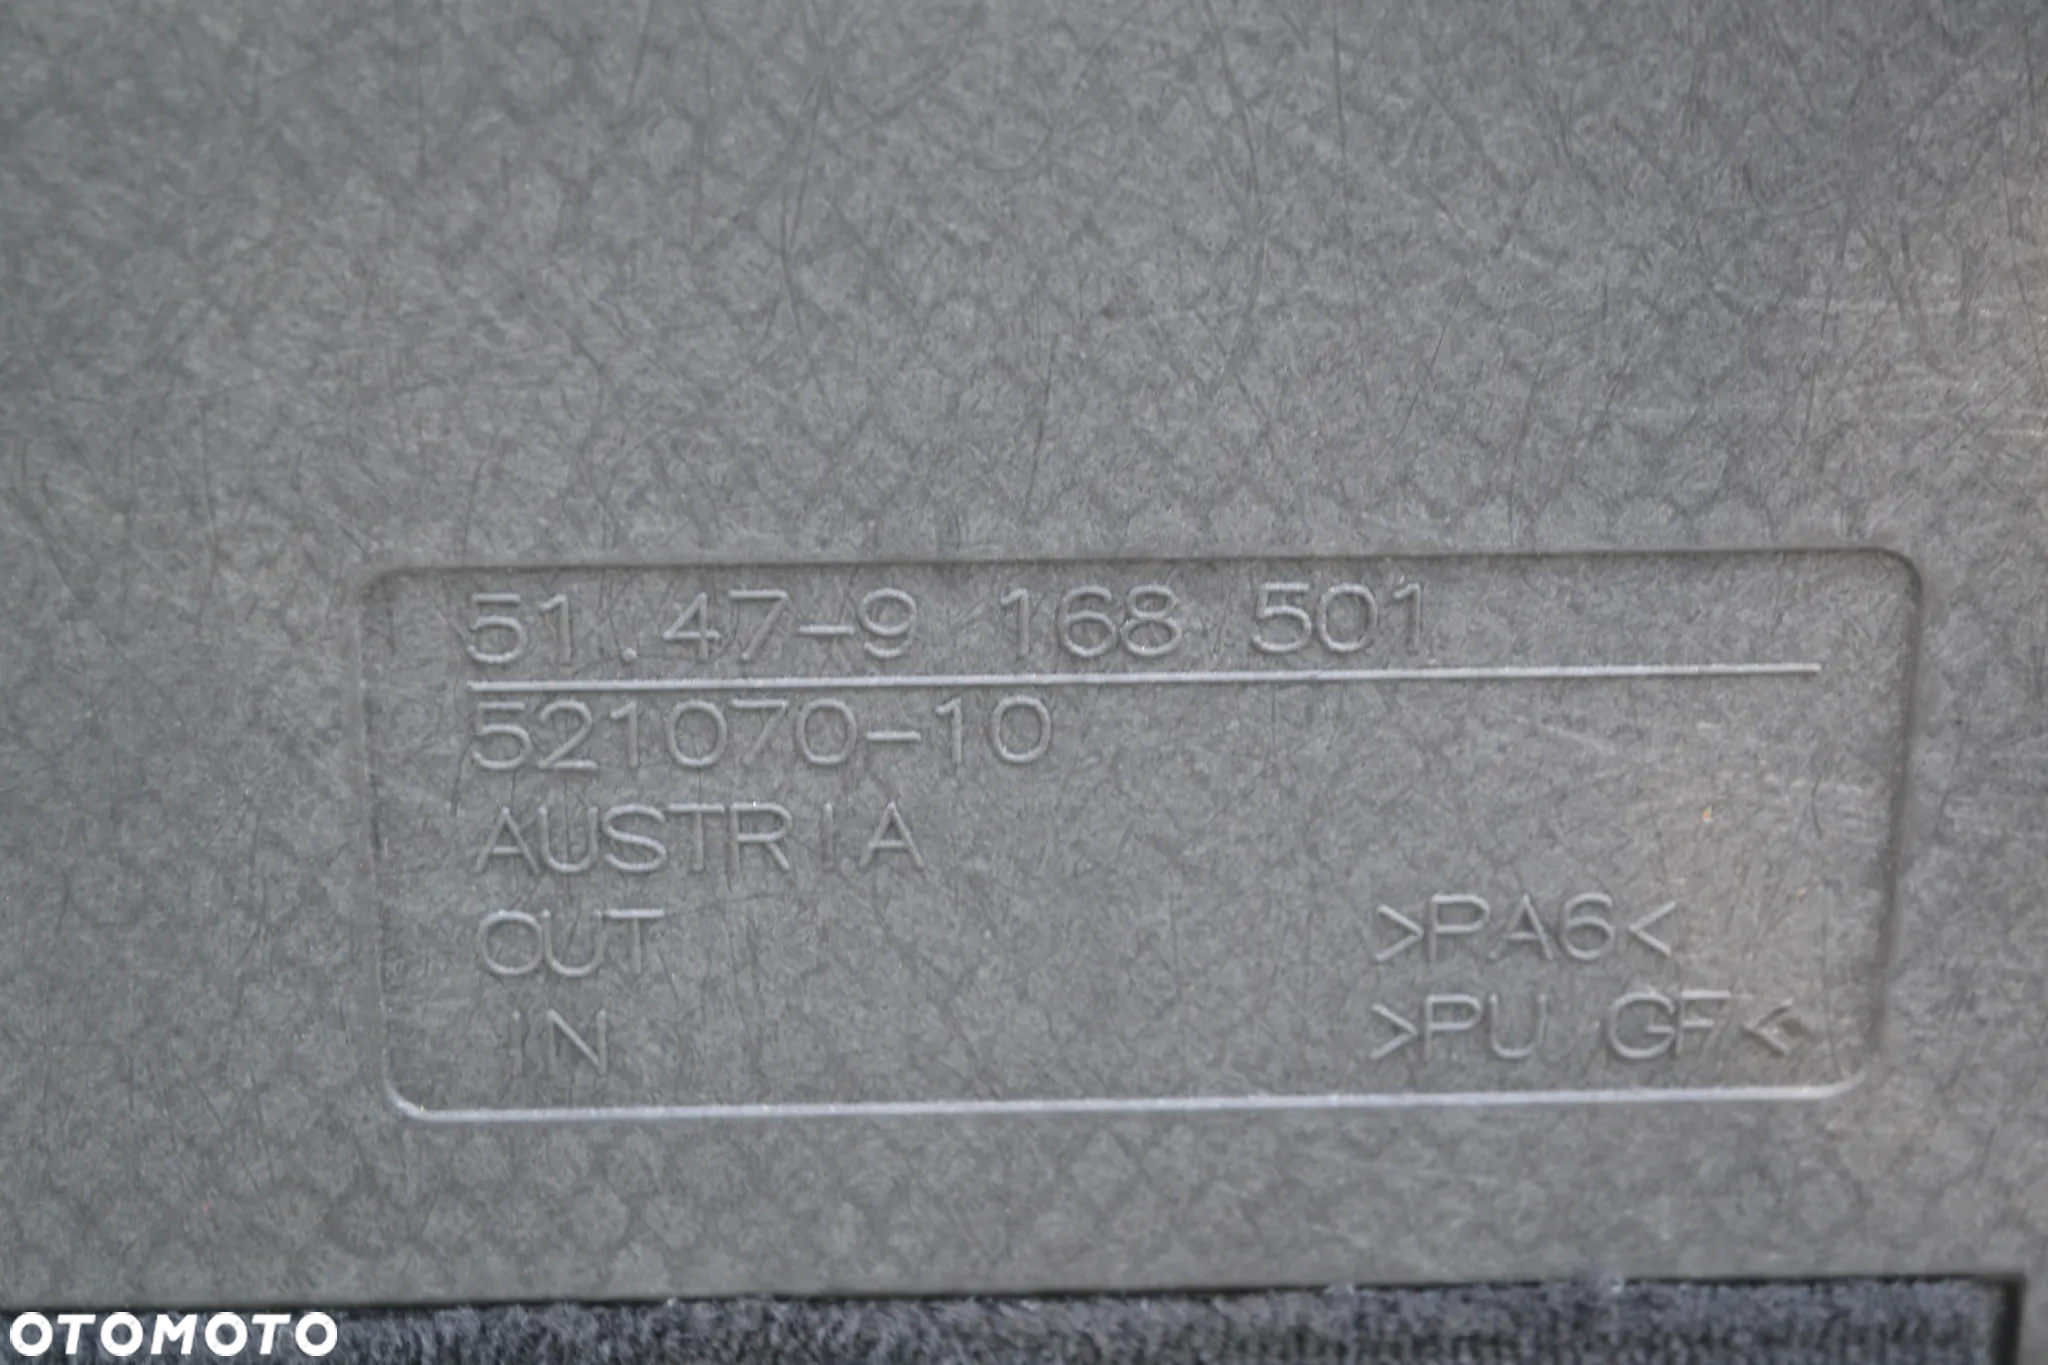 51.47-9 168 501
521070-10
AUSTRIA
OUT >PA6<
IN >PU GF<
OTOMOTO